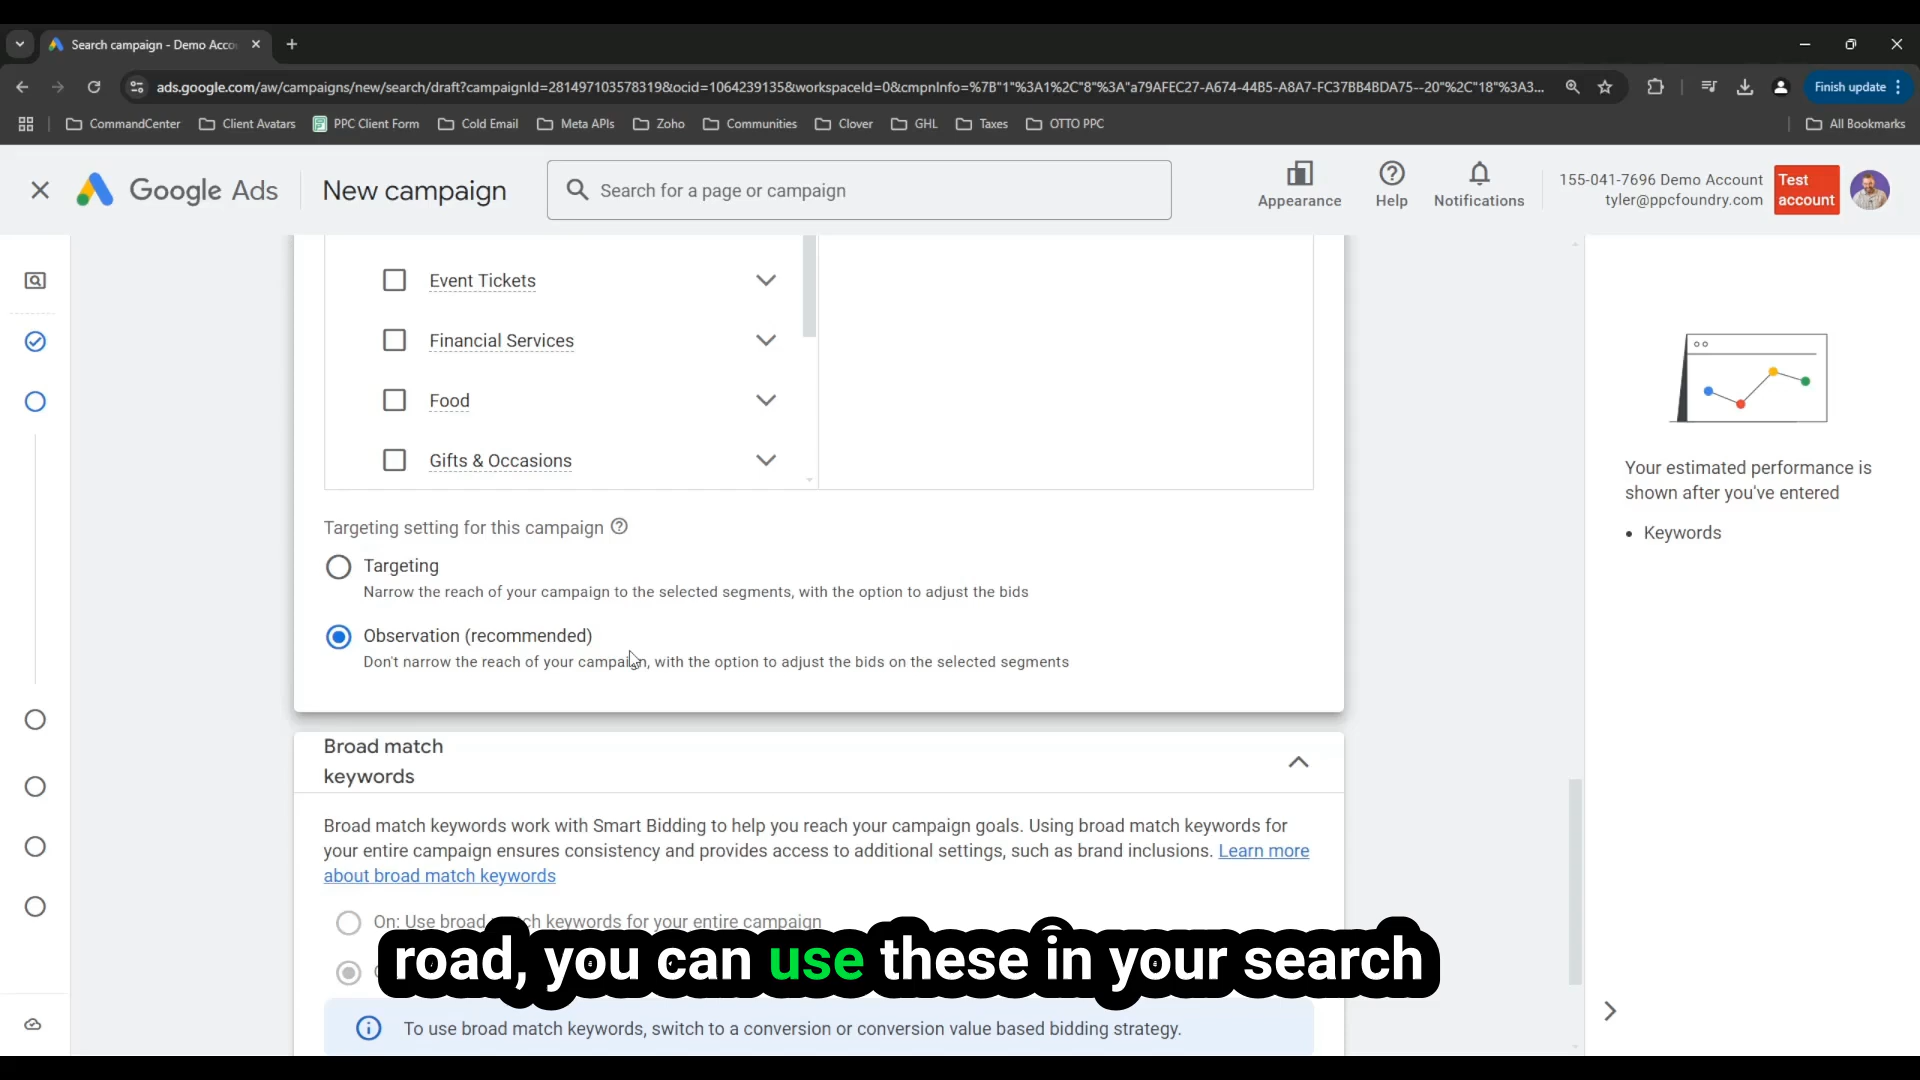 Search campaign - Demo Acco
ads.google.com/aw/campaigns/new/search/draft?campaignId=281497103578319&ocid=1064239135&workspaceId=0&cmpnInfo=%7B"1"%3A1%2C"8"%3A"a79AFEC27-A674-44B5-A8A7-FC37BB4BDA75--20"%2C"18"%3A3...
Finish update
CommandCenter
Client Avatars
PPC Client Form
Cold Email
Meta APIs
Zoho
Communities
Clover
GHL
Taxes
OTTO PPC
All Bookmarks
Google Ads
New campaign
Search for a page or campaign
Appearance
Help
Notifications
155-041-7696 Demo Account
tyler@ppcfoundry.com
Test
account
Event Tickets
Financial Services
Food
Gifts & Occasions
Targeting setting for this campaign
Targeting
Narrow the reach of your campaign to the selected segments, with the option to adjust the bids
Observation (recommended)
Don't narrow the reach of your campaign, with the option to adjust the bids on the selected segments
Broad match
keywords
Broad match keywords work with Smart Bidding to help you reach your campaign goals. Using broad match keywords for
your entire campaign ensures consistency and provides access to additional settings, such as brand inclusions. Learn more
about broad match keywords
On: Use broad match keywords for your entire campaign
road, you can use these in your search
To use broad match keywords, switch to a conversion or conversion value based bidding strategy.
Your estimated performance is
shown after you've entered
• Keywords